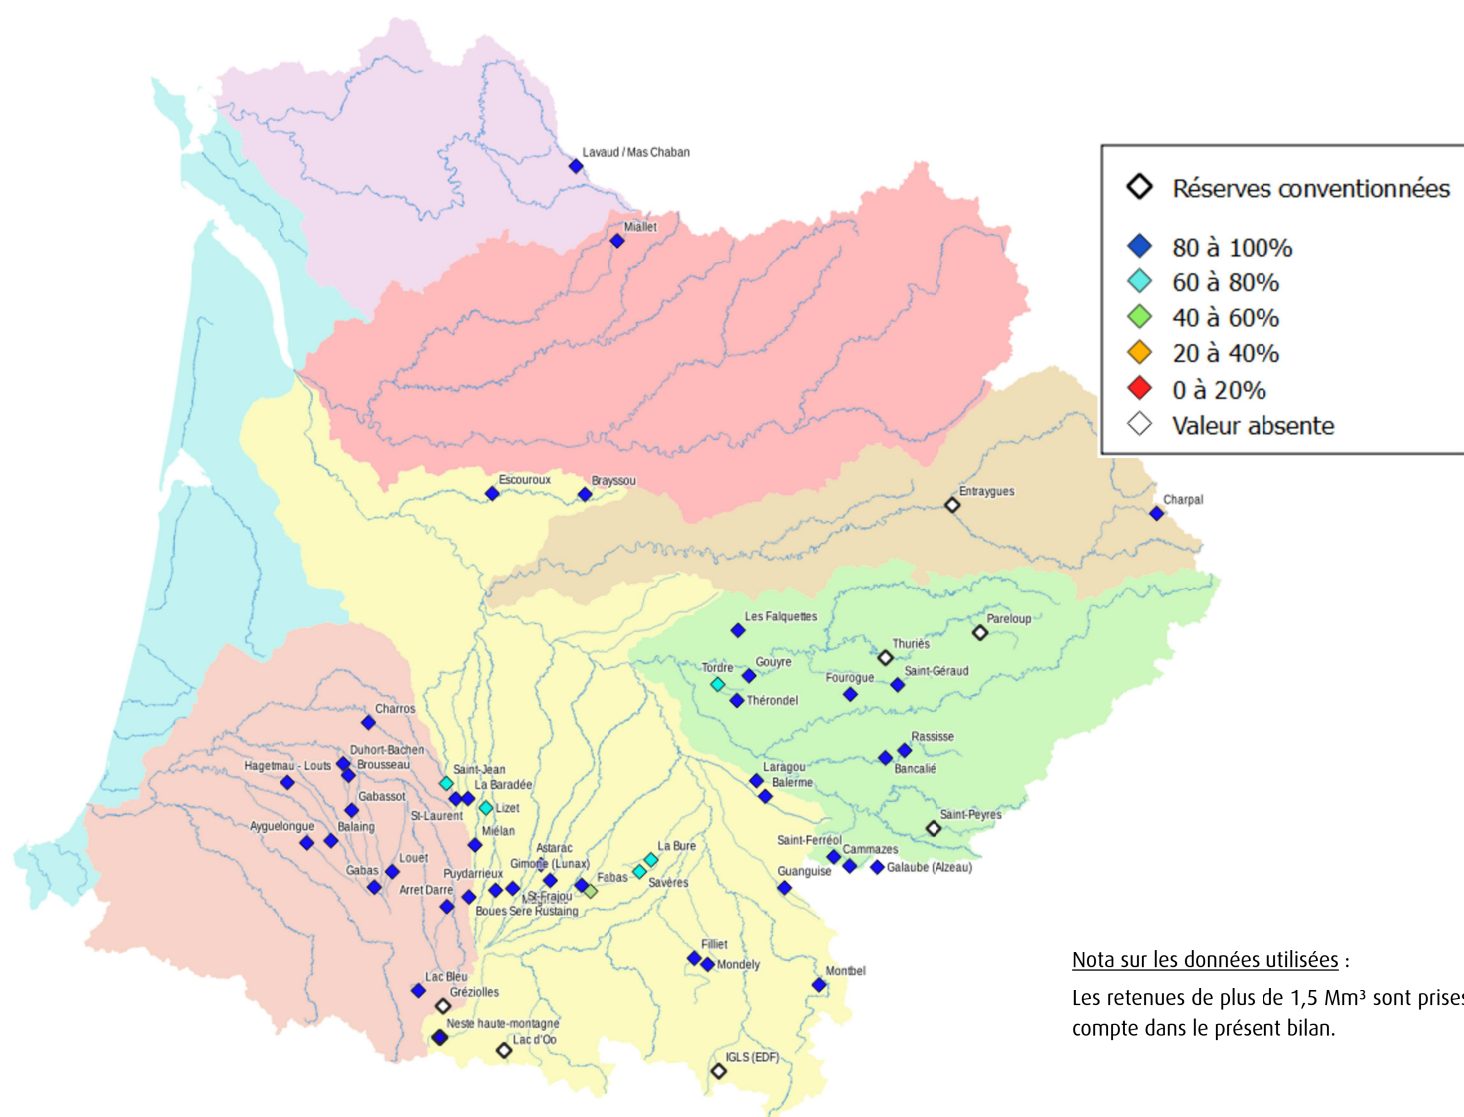 Lavaud / Mas Chaban
Réserves conventionnées
Miallet
80 à 100%
60 à 80%
40 à 60%
20 à 40%
0 à 20%
Valeur absente
Escouroux
Brayssou
Entraygues
Charpal
Les Falquettes
Pareloup
Thuriès
Tordre
Gouyre
Saint-Géraud
Fourogue
Thérondel
Charros
Rassisse
Duhort-Bachen
Brousseau
Hagetmau - Louts
Saint-Jean
Laragou
Bancalié
La Baradée
Balerme
Gabassot
Lizet
St-Laurent
Saint-Peyres
Ayguelongue
Balaing
Miélan
Saint-Ferréol
Astarac
La Bure
Cammazes
Louet
Gimone (Lunax)
Galaube (Alzeau)
Gabas
Puydarrieux
Fabas
Guanguise
Savères
Arret Darre
St-Frajou
Boues Sere Rustaing
Filliet
Mondely
Montbel
Lac Bleu
Gréziolles
Neste haute-montagne
Lac d'Oo
IGLS (EDF)
Nota sur les données utilisées :
Les retenues de plus de 1,5 Mm³ sont prises
compte dans le présent bilan.